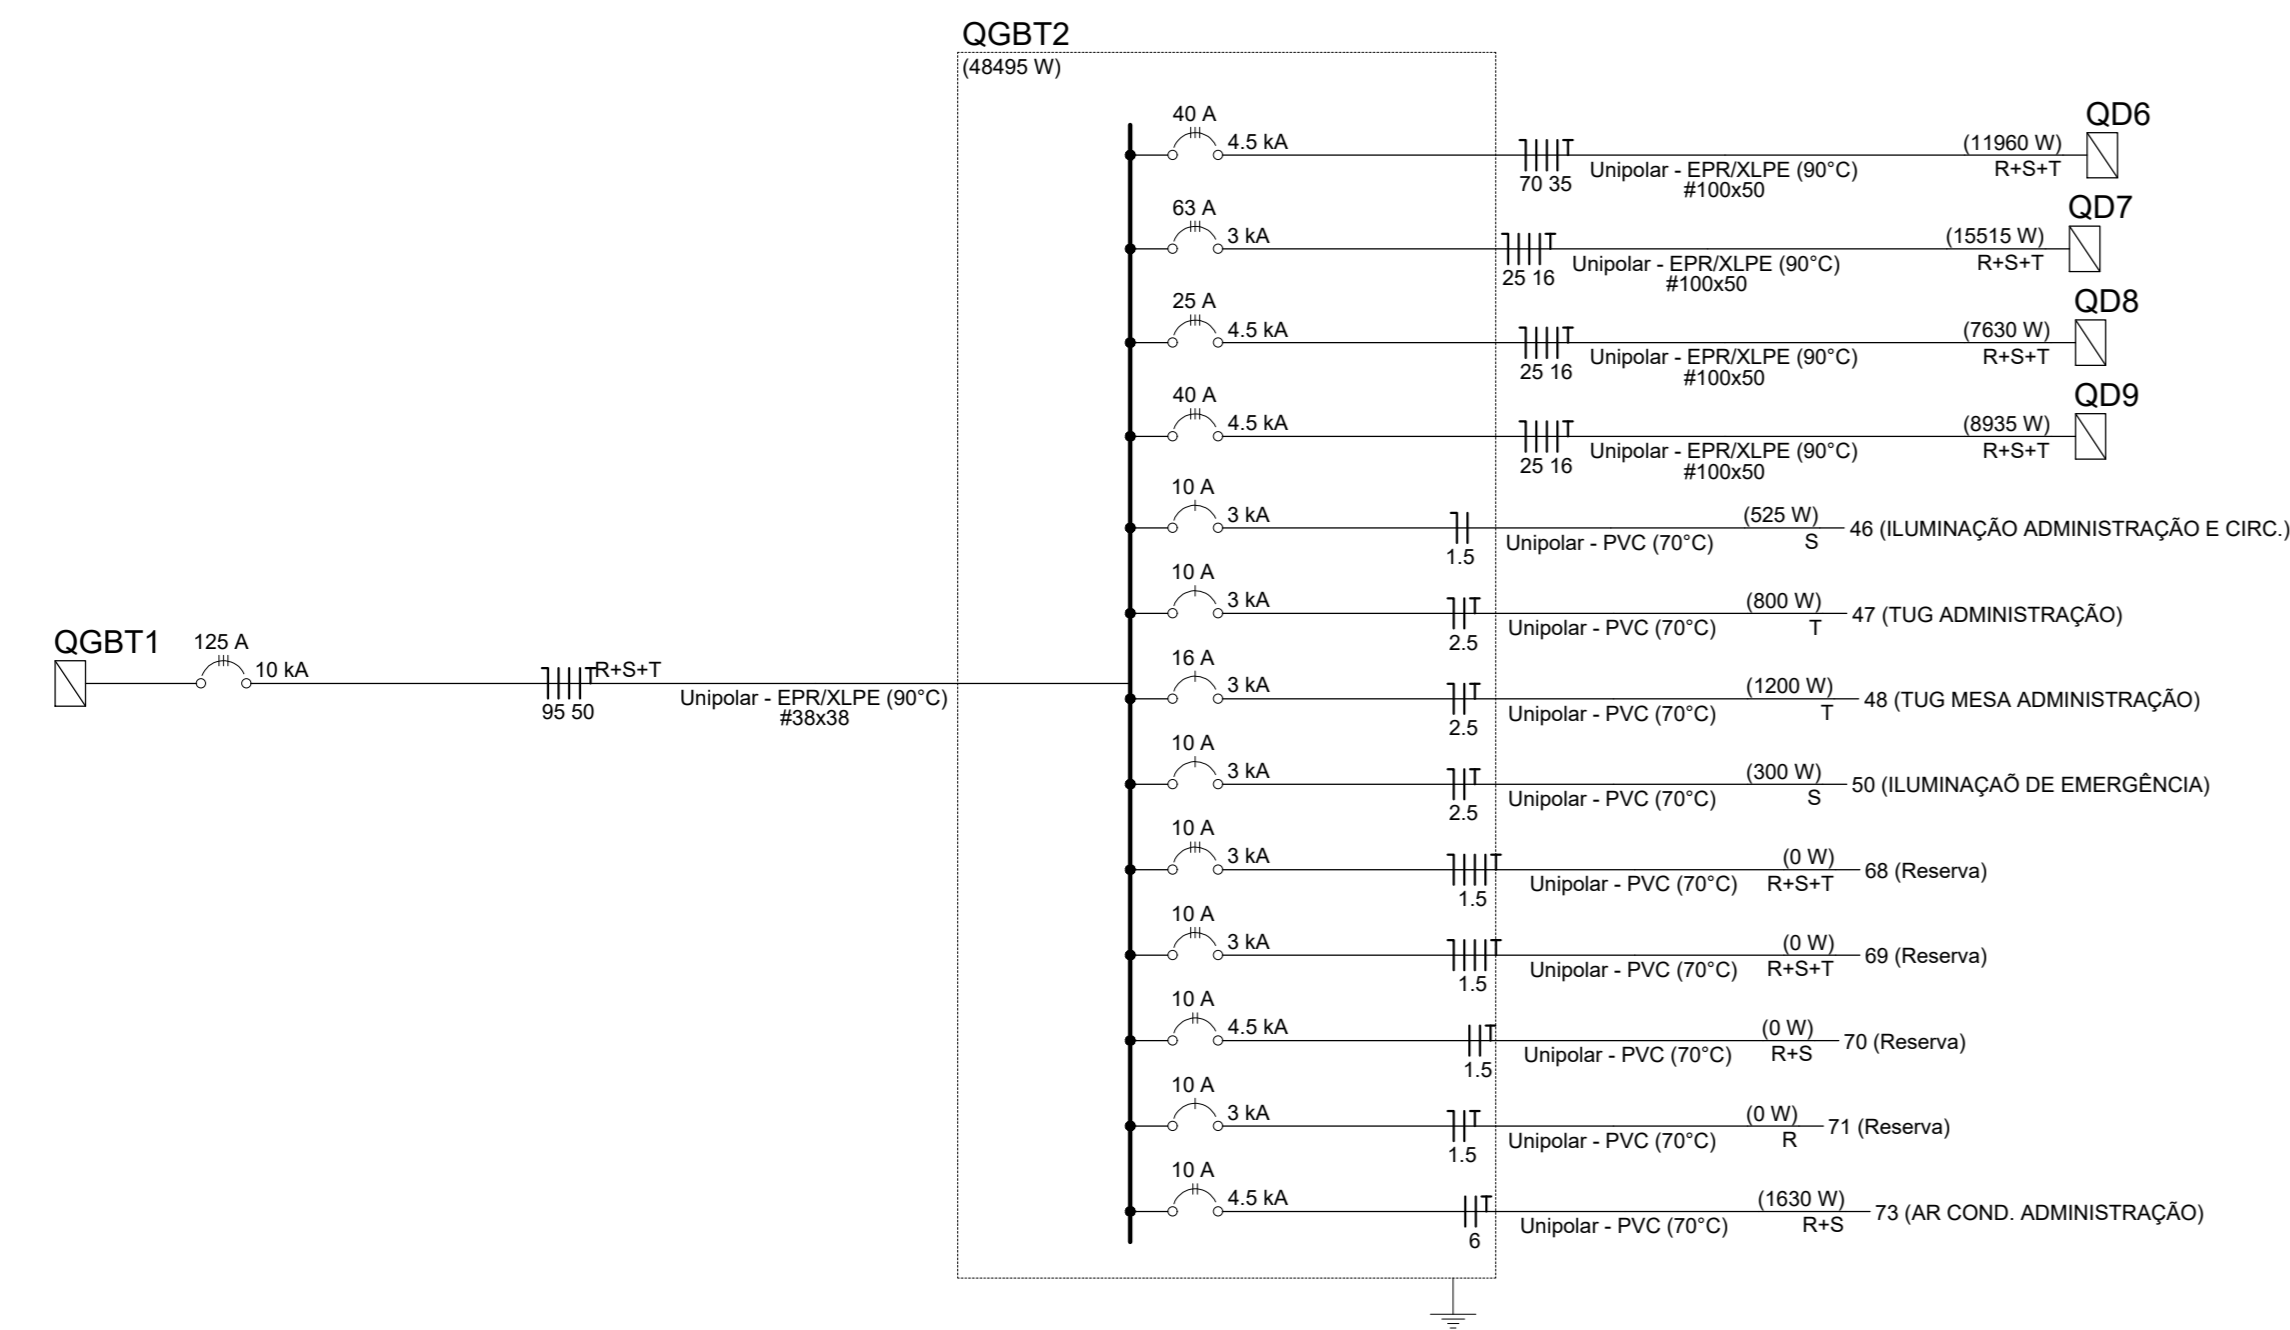 QGBT2
(48495 W)
40 A
4.5 kA
70 35
Unipolar - EPR/XLPE (90°C)
#100x50
(11960 W)
R+S+T
QD6
63 A
3 kA
25 16
Unipolar - EPR/XLPE (90°C)
#100x50
(15515 W)
R+S+T
QD7
25 A
4.5 kA
25 16
Unipolar - EPR/XLPE (90°C)
#100x50
(7630 W)
R+S+T
QD8
40 A
4.5 kA
25 16
Unipolar - EPR/XLPE (90°C)
#100x50
(8935 W)
R+S+T
QD9
10 A
3 kA
1.5
Unipolar - PVC (70°C)
(525 W)
S
46 (ILUMINAÇÃO ADMINISTRAÇÃO E CIRC.)
10 A
3 kA
2.5
Unipolar - PVC (70°C)
(800 W)
T
47 (TUG ADMINISTRAÇÃO)
QGBT1
125 A
10 kA
95 50
R+S+T
Unipolar - EPR/XLPE (90°C)
#38x38
16 A
3 kA
2.5
Unipolar - PVC (70°C)
(1200 W)
T
48 (TUG MESA ADMINISTRAÇÃO)
10 A
3 kA
2.5
Unipolar - PVC (70°C)
(300 W)
S
50 (ILUMINAÇAÕ DE EMERGÊNCIA)
10 A
3 kA
1.5
Unipolar - PVC (70°C)
(0 W)
R+S+T
68 (Reserva)
10 A
3 kA
1.5
Unipolar - PVC (70°C)
(0 W)
R+S+T
69 (Reserva)
10 A
4.5 kA
1.5
Unipolar - PVC (70°C)
(0 W)
R+S
70 (Reserva)
10 A
3 kA
1.5
Unipolar - PVC (70°C)
(0 W)
R
71 (Reserva)
10 A
4.5 kA
6
Unipolar - PVC (70°C)
(1630 W)
R+S
73 (AR COND. ADMINISTRAÇÃO)